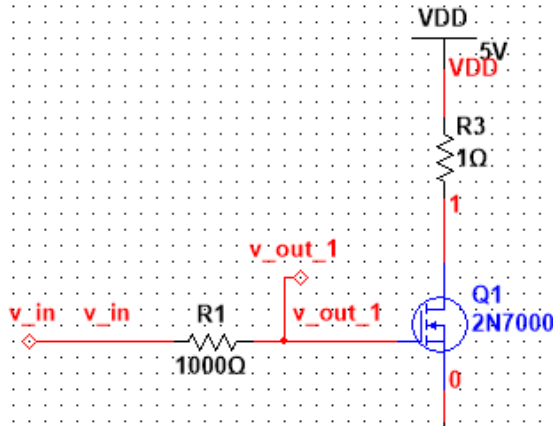 VDD
5V
VDD
R3
1Ω
1
v_out_1
Q1
2N7000
v_in v_in R1 v_out_1
1000Ω
0